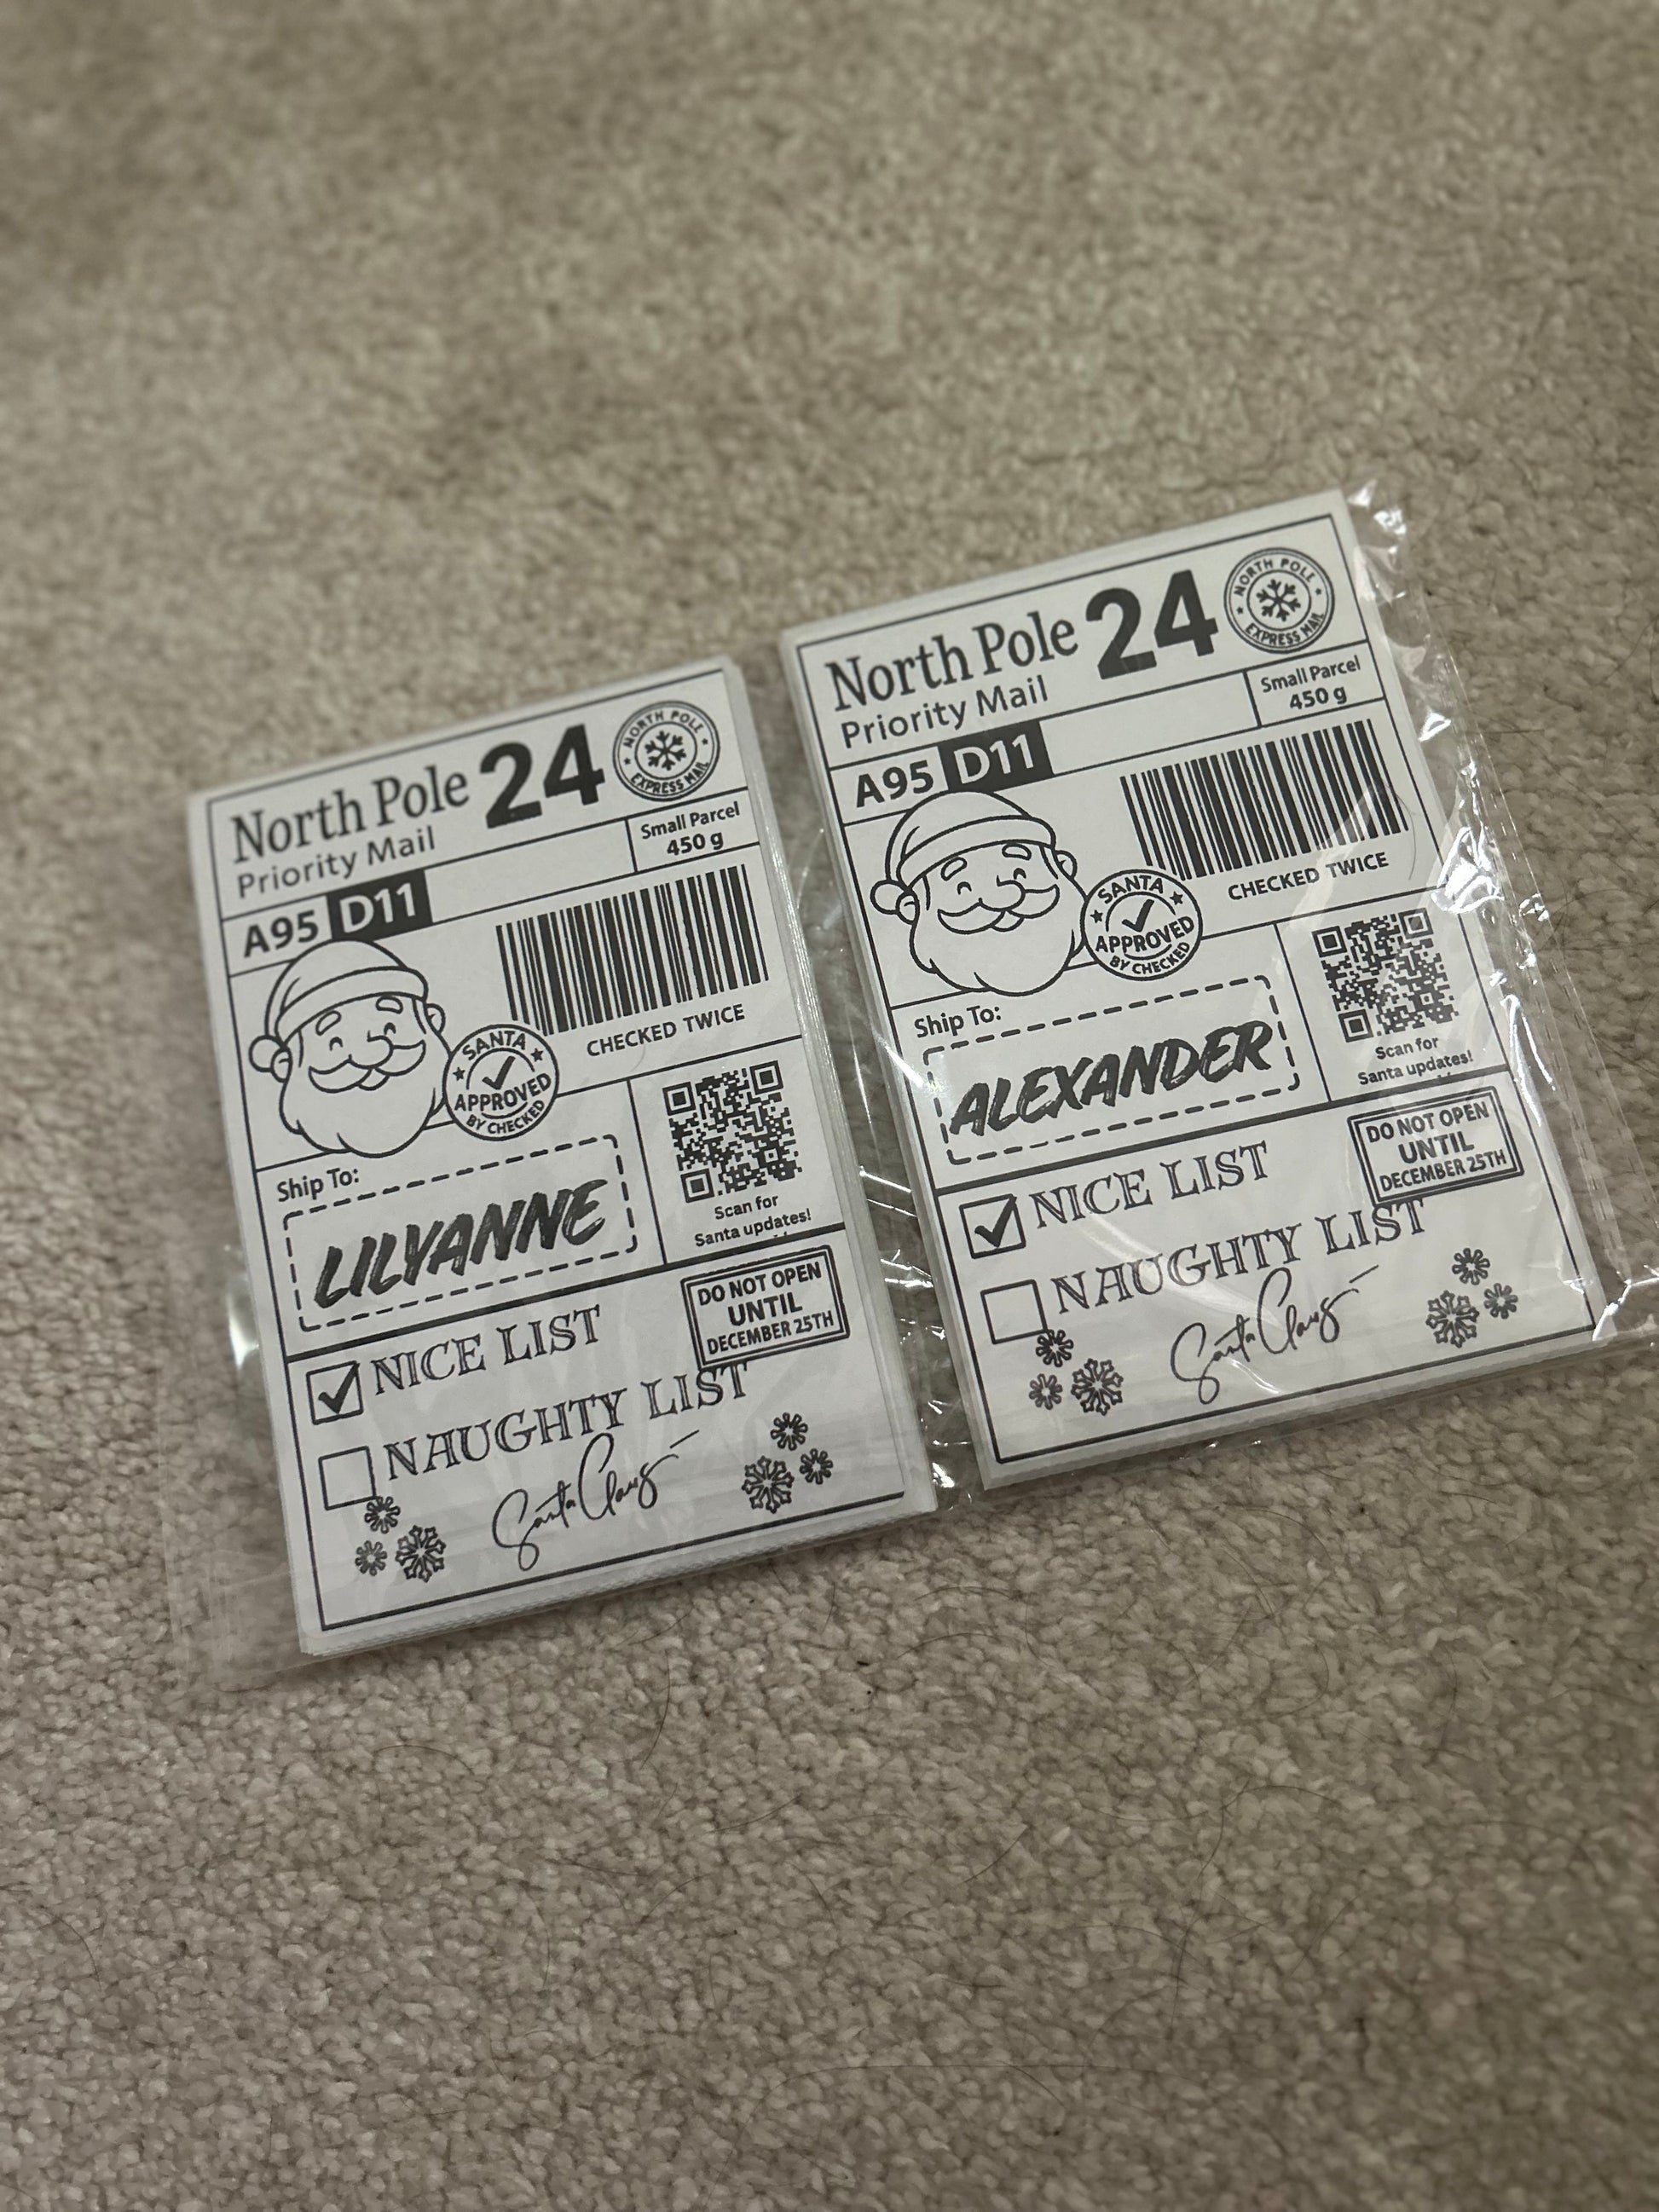 North Pole 24
NORTH POLE
EXPRESS MAIL
Priority Mail
Small Parcel
450 g
A95 D11
CHECKED TWICE
SANTA
APPROVED
BY CHECKED
Ship To:
LILYANNE
Scan for
Santa updates!
DO NOT OPEN
UNTIL
DECEMBER 25TH
NICE LIST
NAUGHTY LIST
Santa Claus
North Pole 24
NORTH POLE
EXPRESS MAIL
Priority Mail
Small Parcel
450 g
A95 D11
CHECKED TWICE
SANTA
APPROVED
BY CHECKED
Ship To:
ALEXANDER
Scan for
Santa updates!
DO NOT OPEN
UNTIL
DECEMBER 25TH
NICE LIST
NAUGHTY LIST
Santa Claus